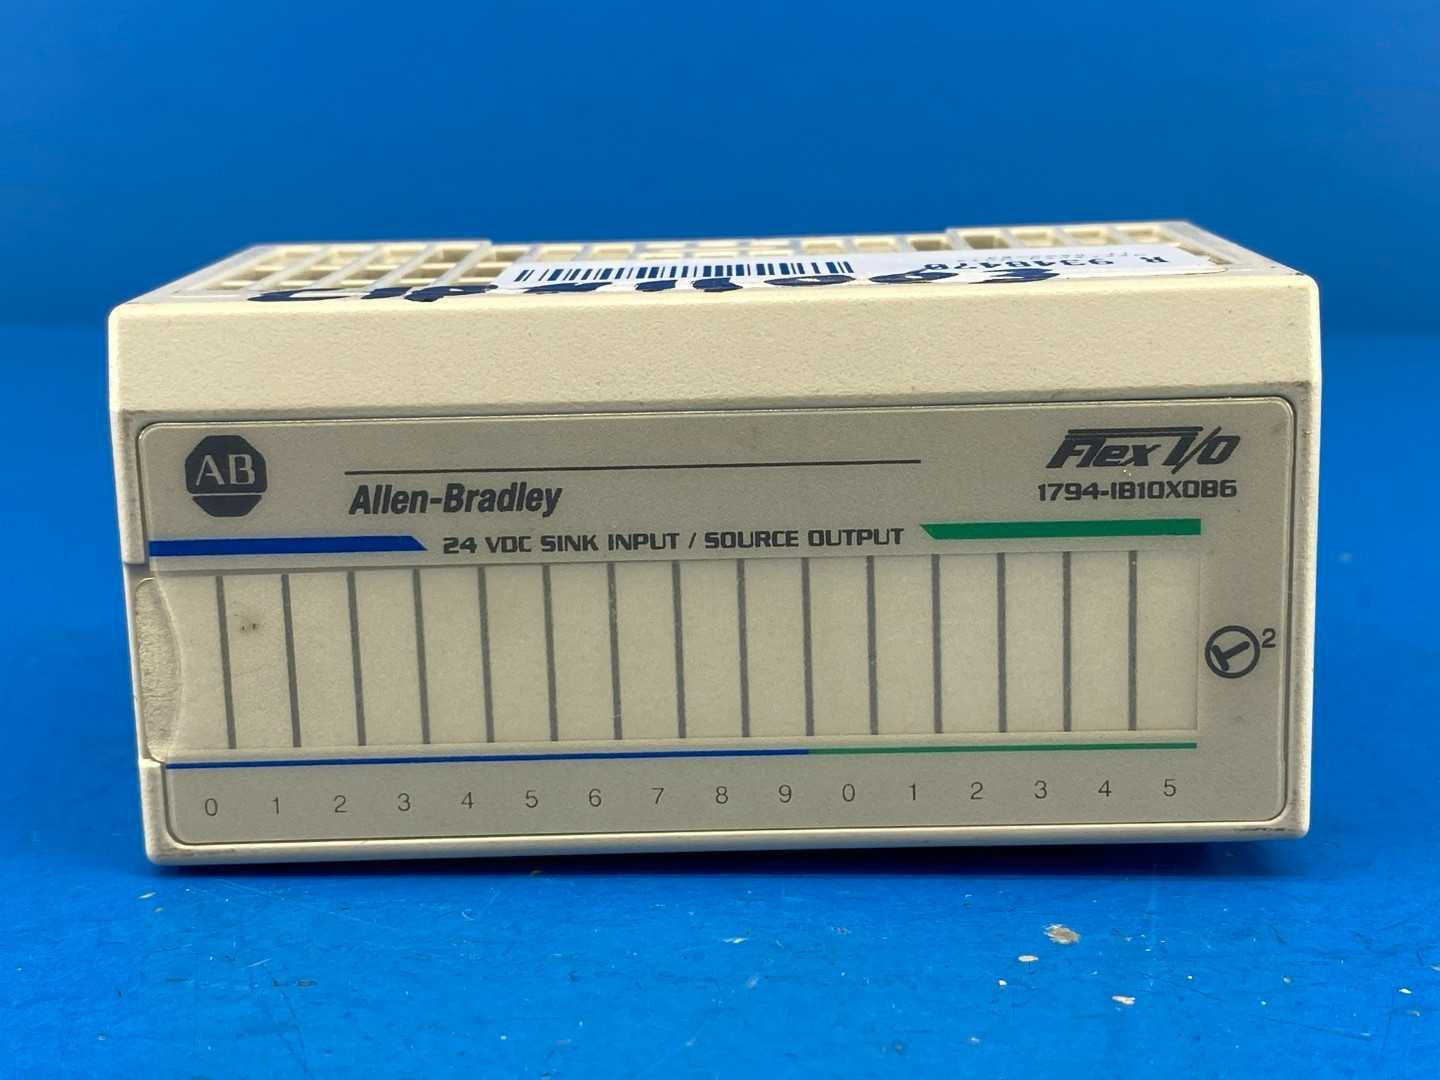 R 9348478
AB
Allen-Bradley
Flex I/O
1794-IB10XOB6
24 VDC SINK INPUT / SOURCE OUTPUT
2
0 1 2 3 4 5 6 7 8 9 0 1 2 3 4 5